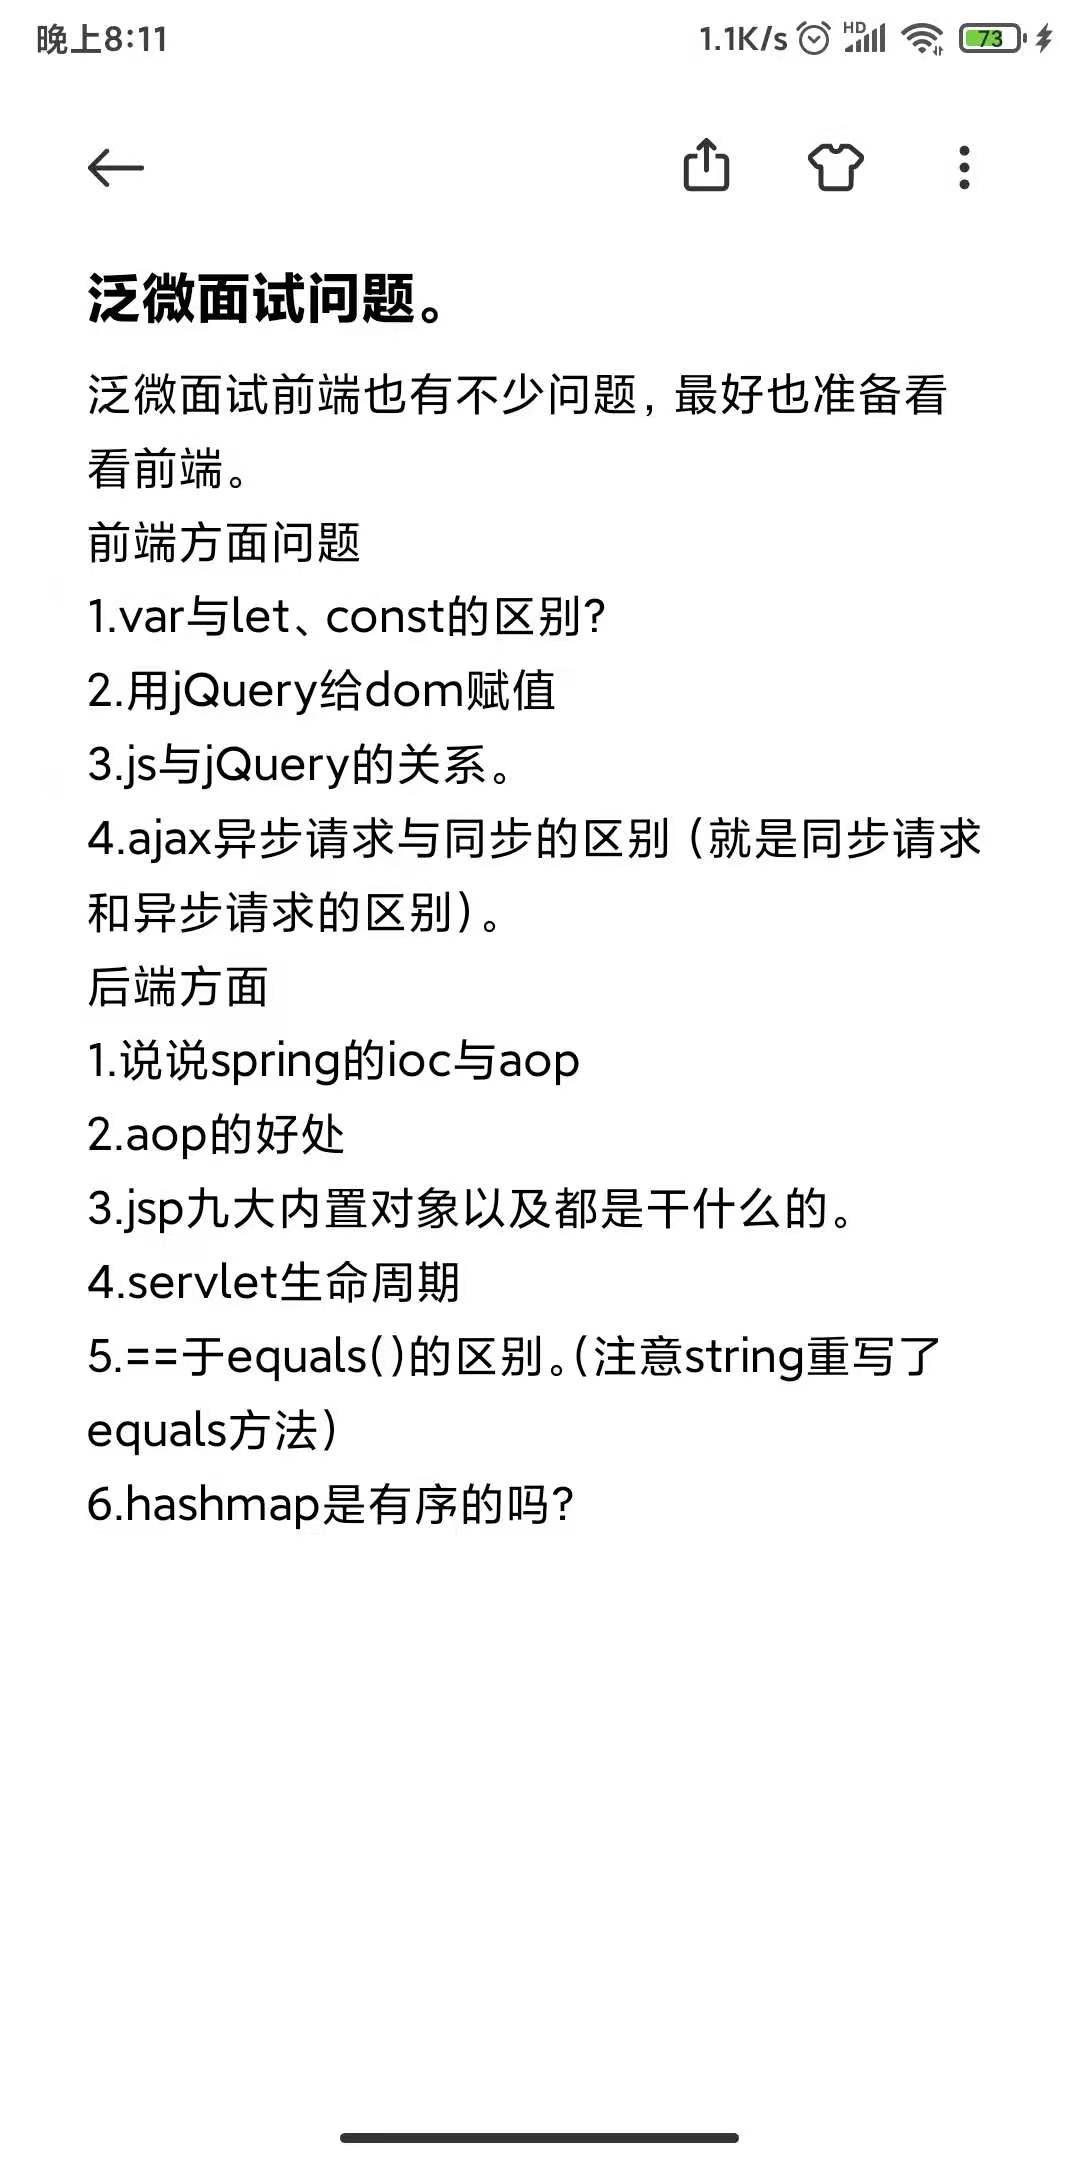 晚上8:11
1.1K/s HD 73
泛微面试问题。
泛微面试前端也有不少问题，最好也准备看
看前端。
前端方面问题
1.var与let、const的区别？
2.用jQuery给dom赋值
3.js与jQuery的关系。
4.ajax异步请求与同步的区别（就是同步请求
和异步请求的区别）。
后端方面
1.说说spring的ioc与aop
2.aop的好处
3.jsp九大内置对象以及都是干什么的。
4.servlet生命周期
5.==于equals()的区别。（注意string重写了
equals方法）
6.hashmap是有序的吗？